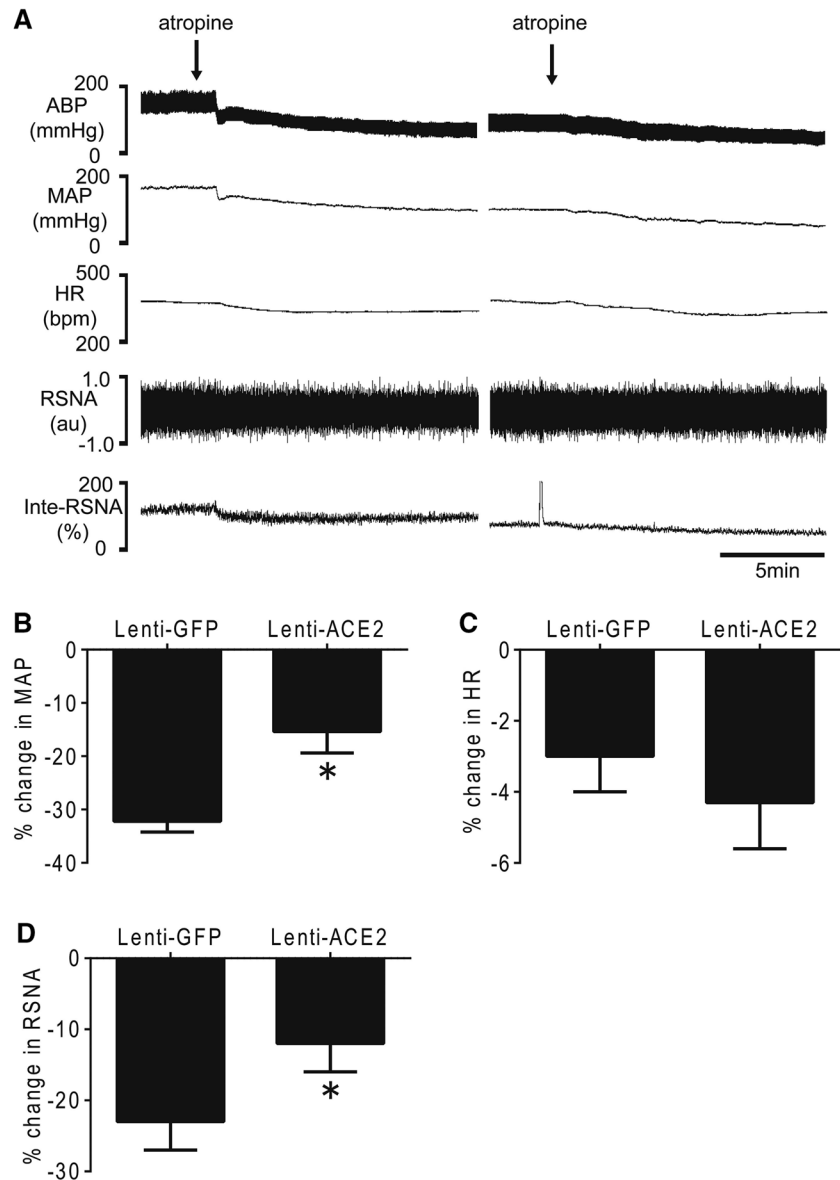 A
atropine
atropine
200
ABP
(mmHg)
0
200
MAP
(mmHg)
0
500
HR
(bpm)
200
1.0
RSNA
(au)
-1.0
200
Inte-RSNA
(%)
0
5min
B
Lenti-GFP
Lenti-ACE2
% change in MAP
0
-10
-20
-30
-40
*
C
Lenti-GFP
Lenti-ACE2
% change in HR
0
-2
-4
-6
D
Lenti-GFP
Lenti-ACE2
% change in RSNA
0
-10
-20
-30
*